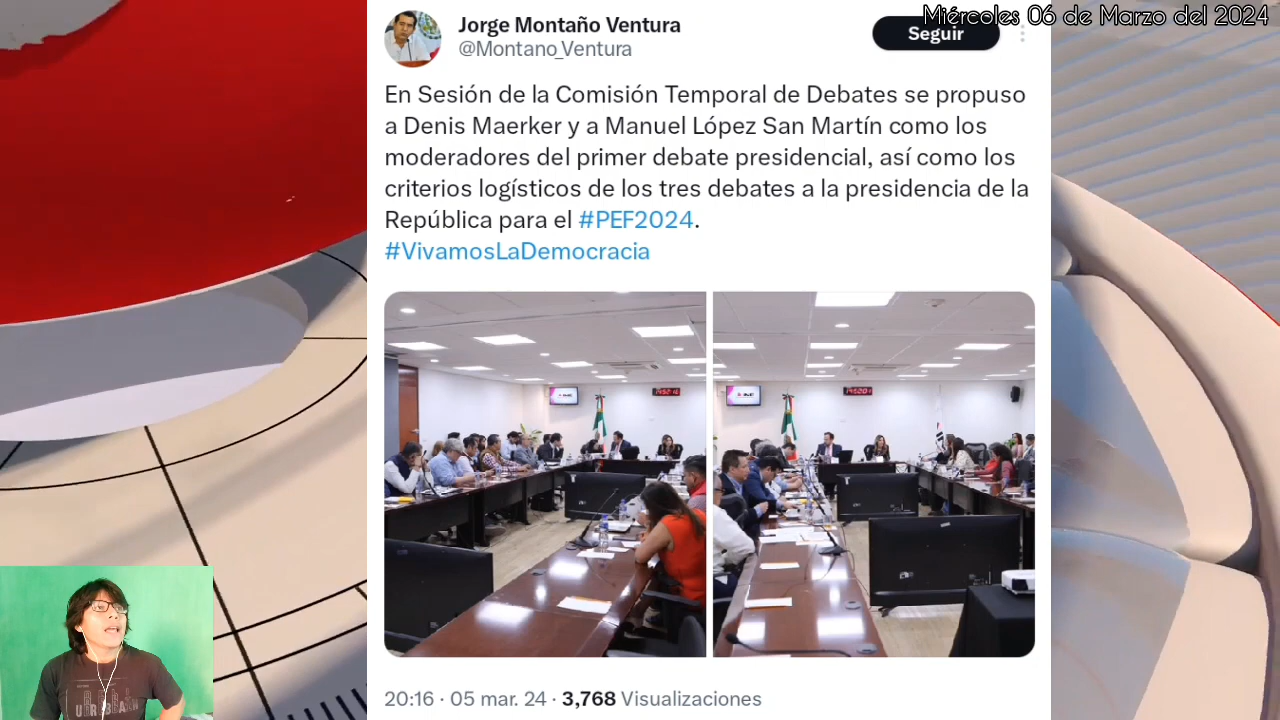 Miércoles 06 de Marzo del 2024
Jorge Montaño Ventura
@Montano_Ventura
Seguir
En Sesión de la Comisión Temporal de Debates se propuso
a Denis Maerker y a Manuel López San Martín como los
moderadores del primer debate presidencial, así como los
criterios logísticos de los tres debates a la presidencia de la
República para el #PEF2024.
#VivamosLaDemocracia
20:16 · 05 mar. 24 · 3,768 Visualizaciones